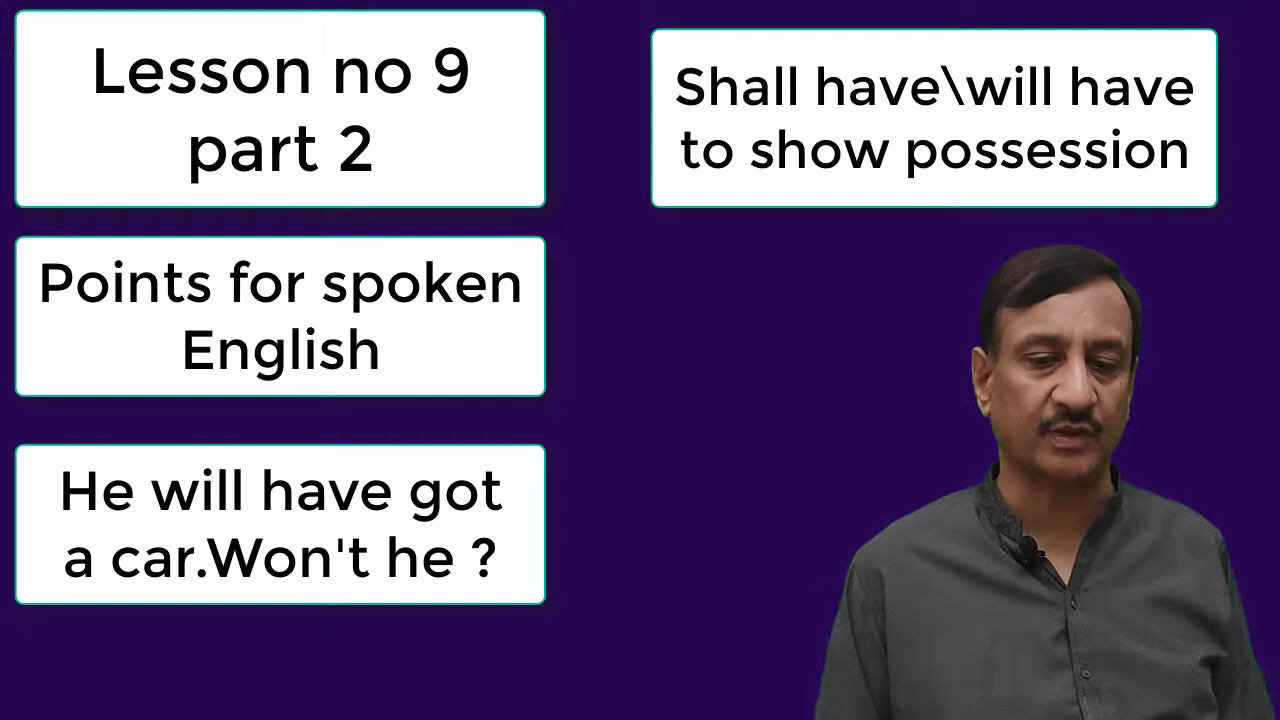 Lesson no 9
part 2
Shall have\will have
to show possession
Points for spoken
English
He will have got
a car.Won't he ?